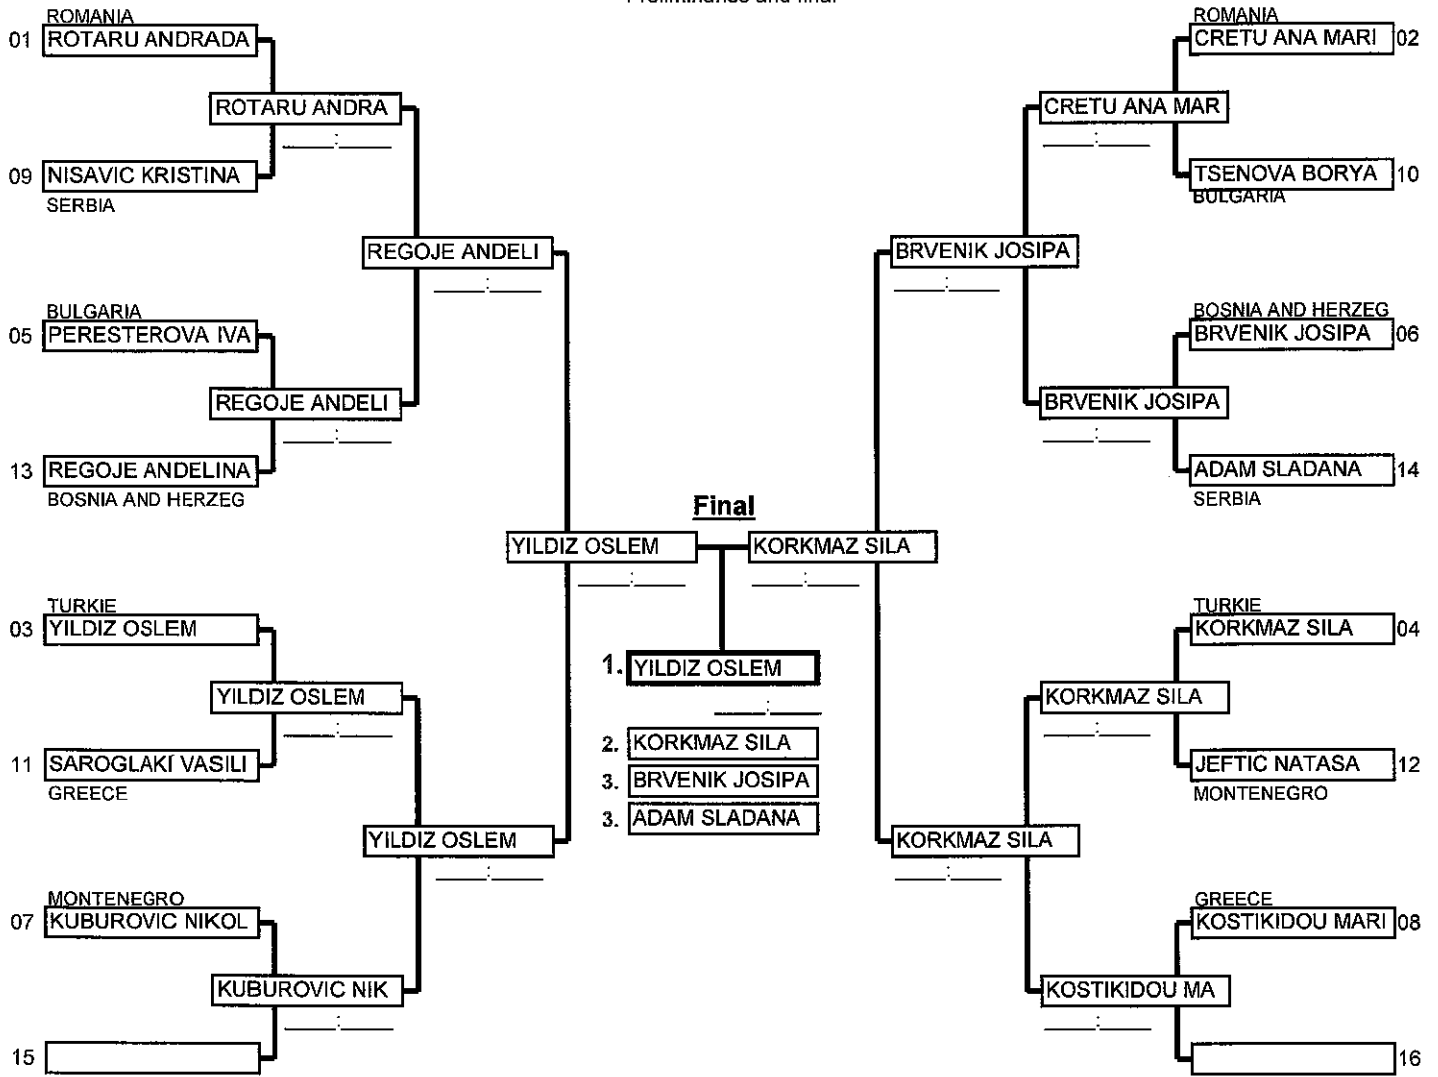 Preliminaries and final
ROMANIA
01 ROTARU ANDRADA
ROTARU ANDRA
09 NISAVIC KRISTINA
SERBIA
REGOJE ANDELI
BULGARIA
05 PERESTEROVA IVA
REGOJE ANDELI
13 REGOJE ANDELINA
BOSNIA AND HERZEG
YILDIZ OSLEM
TURKIE
03 YILDIZ OSLEM
YILDIZ OSLEM
11 SAROGLAKI VASILI
GREECE
YILDIZ OSLEM
MONTENEGRO
07 KUBUROVIC NIKOL
KUBUROVIC NIK
15
Final
1. YILDIZ OSLEM
2. KORKMAZ SILA
3. BRVENIK JOSIPA
3. ADAM SLADANA
ROMANIA
CRETU ANA MARI 02
CRETU ANA MAR
TSENOVA BORYA 10
BULGARIA
BRVENIK JOSIPA
BOSNIA AND HERZEG
BRVENIK JOSIPA 06
BRVENIK JOSIPA
ADAM SLADANA 14
SERBIA
KORKMAZ SILA
TURKIE
KORKMAZ SILA 04
KORKMAZ SILA
JEFTIC NATASA 12
MONTENEGRO
KORKMAZ SILA
GREECE
KOSTIKIDOU MARI 08
KOSTIKIDOU MA
16